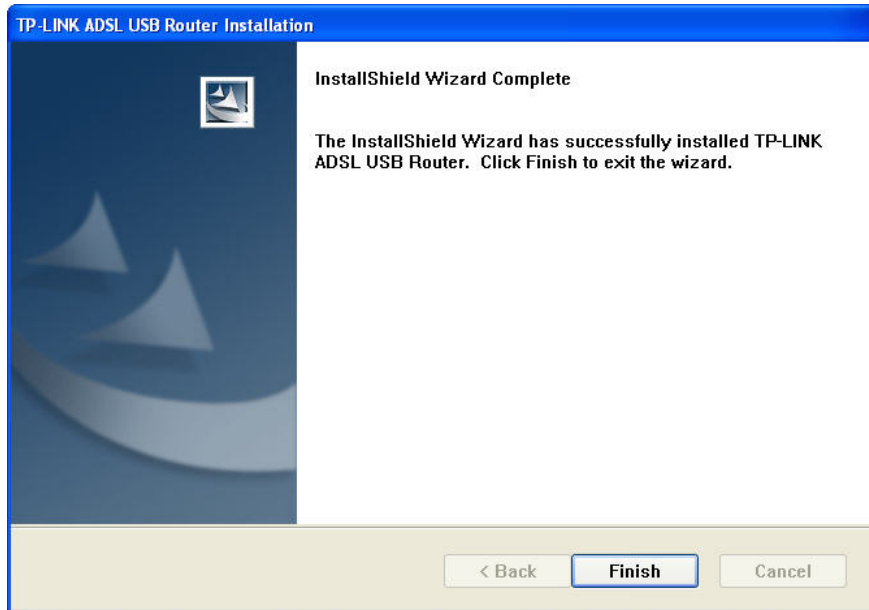 TP-LINK ADSL USB Router Installation
InstallShield Wizard Complete
The InstallShield Wizard has successfully installed TP-LINK
ADSL USB Router.  Click Finish to exit the wizard.
< Back
Finish
Cancel